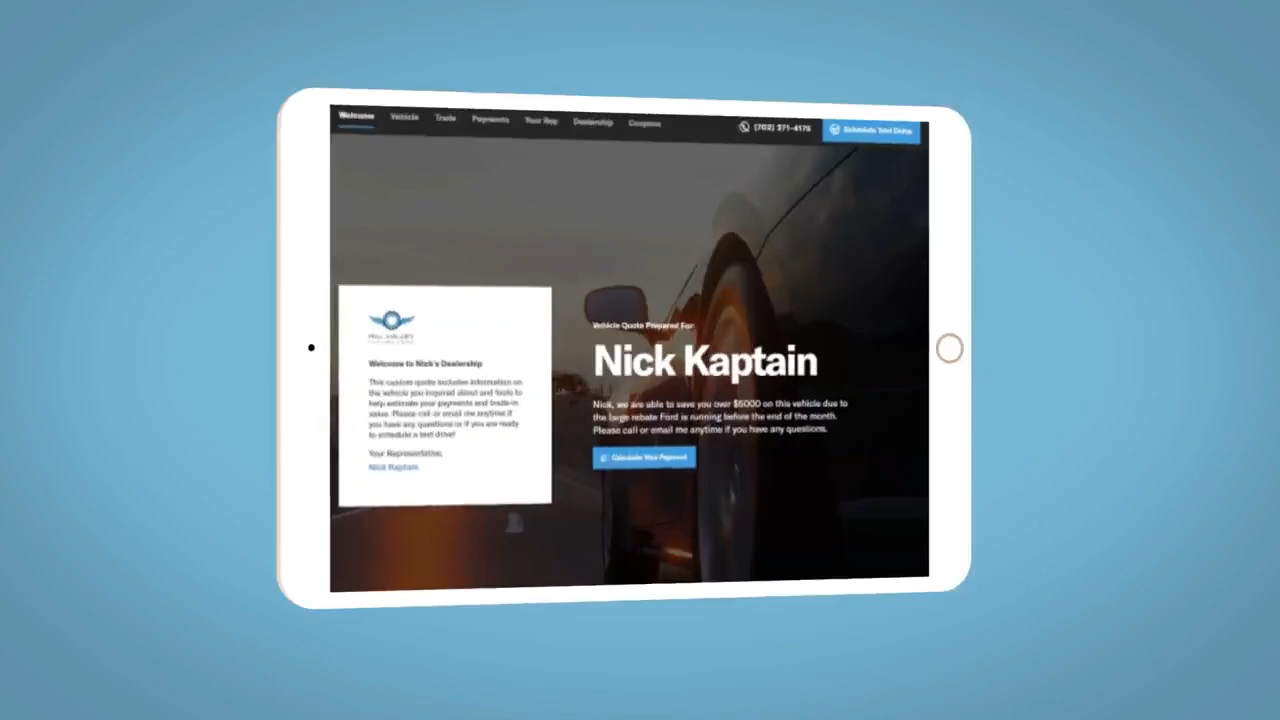 Welcome Vehicle Trade Payments Your Rep Dealership Coupons (702) 271-4175 Schedule Test Drive
Welcome to Nick's Dealership
This custom quote includes information on
the vehicle you inquired about and tools to
help estimate your payments and trade-in
value. Please call or email me anytime if
you have any questions or if you are ready
to schedule a test drive!
Your Representative,
Nick Kaptain
Vehicle Quote Prepared For:
Nick Kaptain
Nick, we are able to save you over $5000 on this vehicle due to
the large rebate Ford is running before the end of the month.
Please call or email me anytime if you have any questions.
Calculate Your Payment